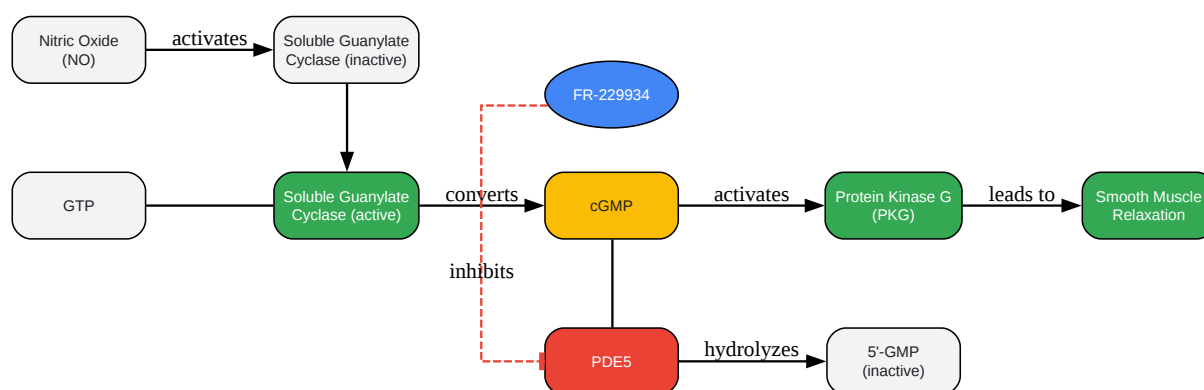 Nitric Oxide
(NO)
activates
Soluble Guanylate
Cyclase (inactive)
FR-229934
GTP
Soluble Guanylate
Cyclase (active)
converts
cGMP
activates
Protein Kinase G
(PKG)
leads to
Smooth Muscle
Relaxation
inhibits
PDE5
hydrolyzes
5'-GMP
(inactive)